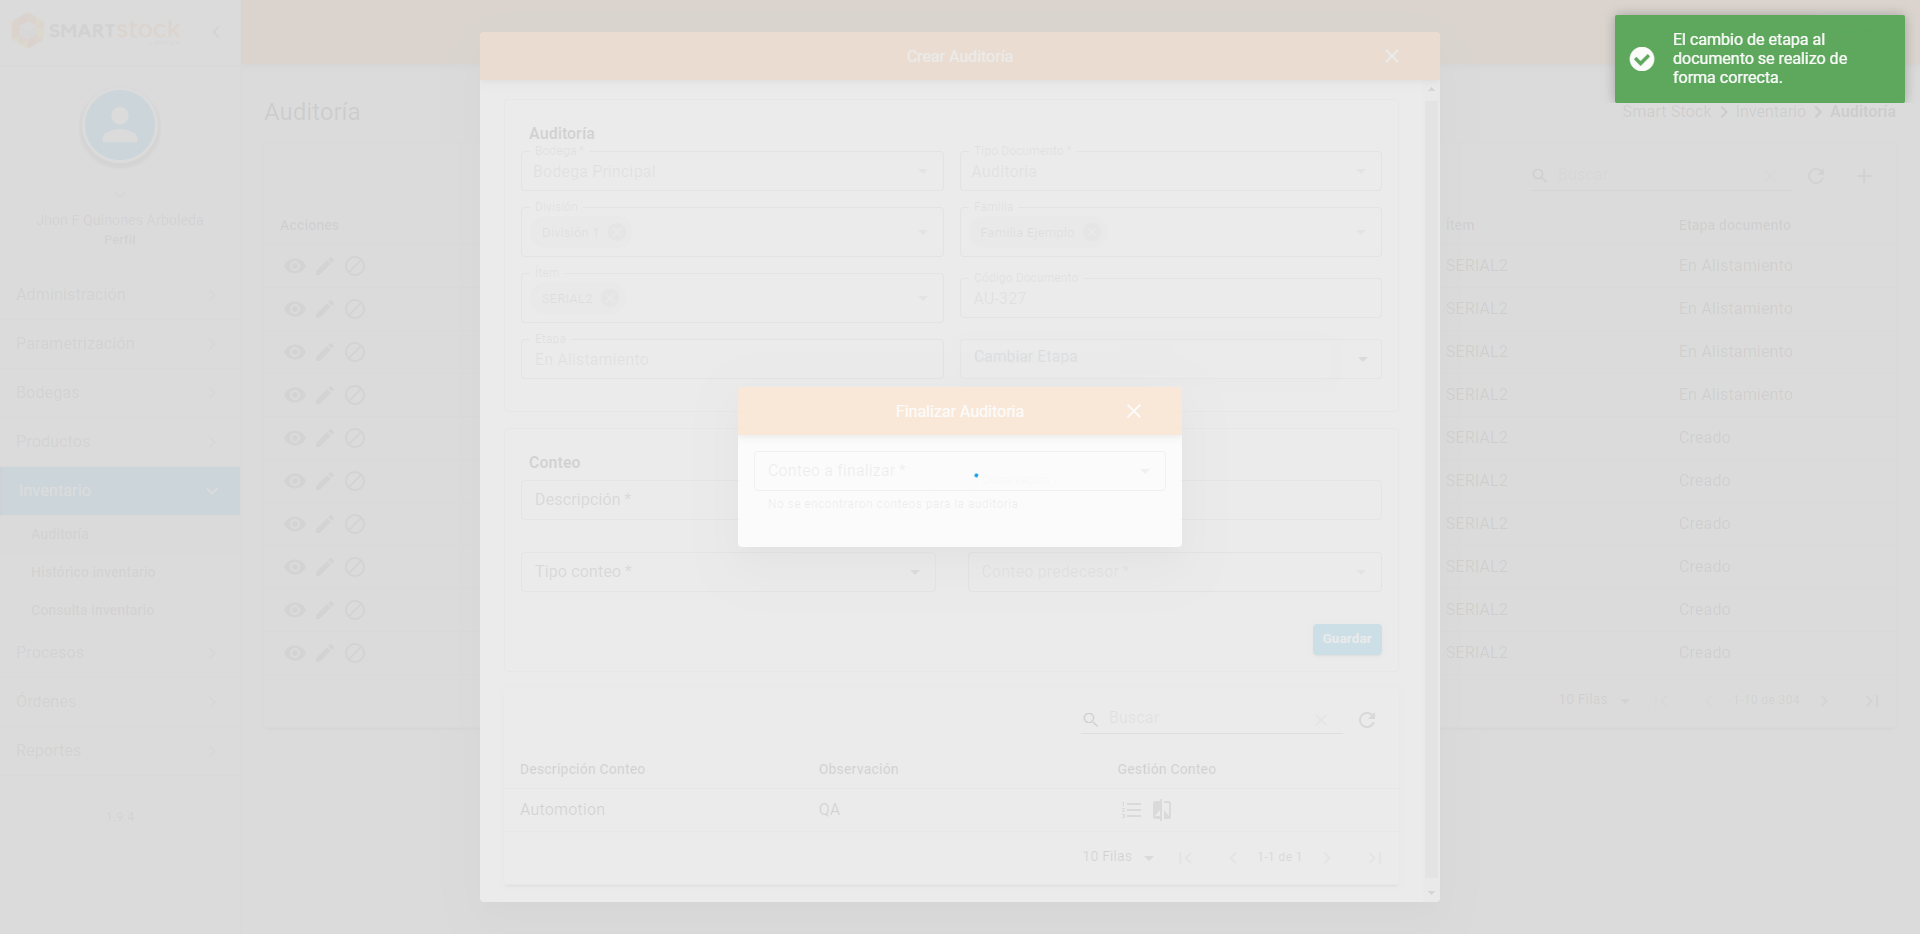 SMARTstock
Jhon F Quiñones Arboleda
Perfil
Administración
Parametrización
Bodegas
Productos
Inventario
Auditoría
Histórico Inventario
Consulta Inventario
Procesos
Órdenes
Reportes
1.9.4
Auditoría
Smart Stock > Inventario > Auditoría
El cambio de etapa al
documento se realizo de
forma correcta.
Buscar
Acciones
Ítem
Etapa documento
SERIAL2 En Alistamiento
SERIAL2 En Alistamiento
SERIAL2 En Alistamiento
SERIAL2 En Alistamiento
SERIAL2 Creado
SERIAL2 Creado
SERIAL2 Creado
SERIAL2 Creado
SERIAL2 Creado
SERIAL2 Creado
10 Filas
1-10 de 304
Crear Auditoría
Auditoría
Bodega *
Bodega Principal
Tipo Documento *
Auditoria
División
División 1
Familia
Familia Ejemplo
Ítem
SERIAL2
Código Documento
AU-327
Etapa
En Alistamiento
Cambiar Etapa
Finalizar Auditoria
Conteo a finalizar *
No se encontraron conteos para la auditoria
Conteo
Descripción *
Tipo conteo *
Conteo predecesor *
Guardar
Buscar
Descripción Conteo Observación Gestión Conteo
Automotion QA
10 Filas
1-1 de 1